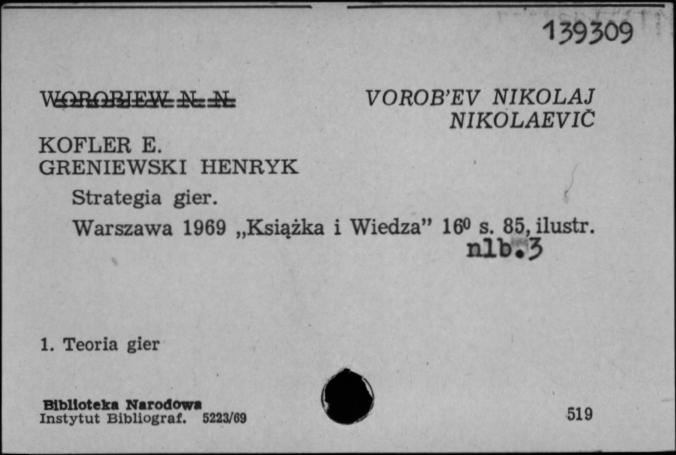 139309
WOROBJEW N. N.
VOROB'EV NIKOLAJ
NIKOLAEVIČ
KOFLER E.
GRENIEWSKI HENRYK
Strategia gier.
Warszawa 1969 „Książka i Wiedza” 16⁰ s. 85, ilustr.
nlb. 3
1. Teoria gier
Biblioteka Narodowa
Instytut Bibliograf. 5223/69
519